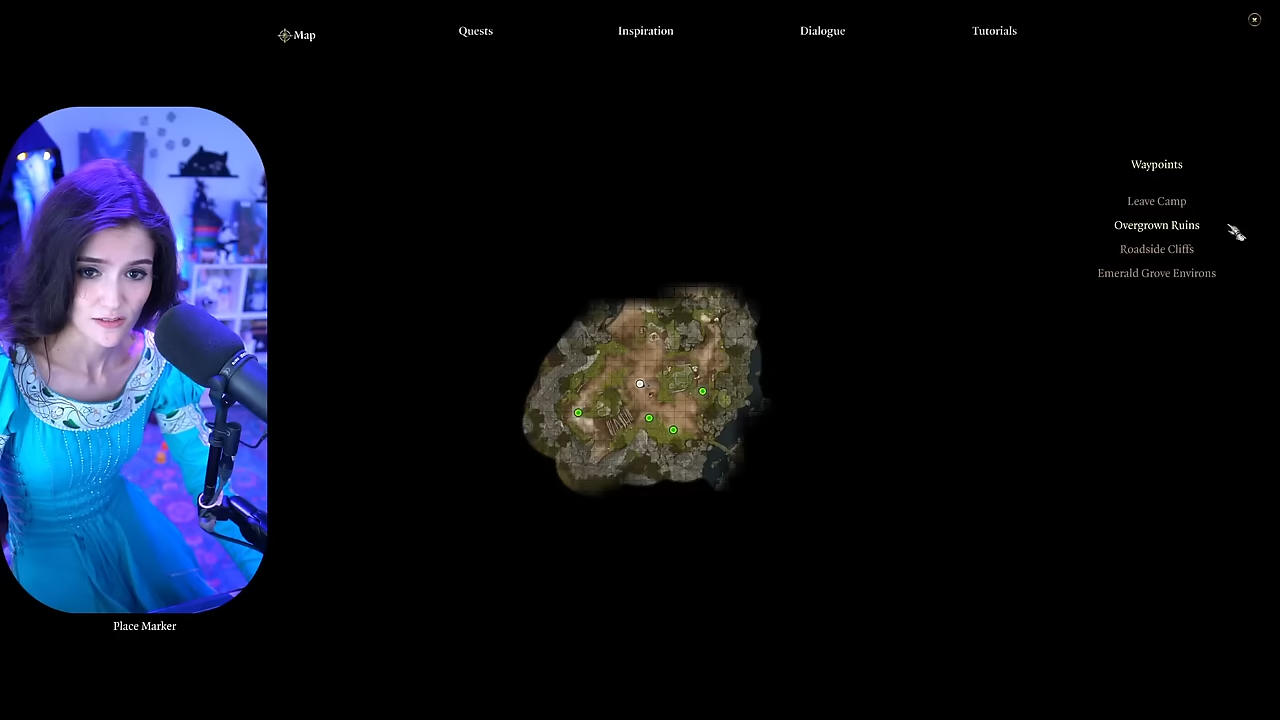 Map
Quests
Inspiration
Dialogue
Tutorials
Waypoints
Leave Camp
Overgrown Ruins
Roadside Cliffs
Emerald Grove Environs
Place Marker